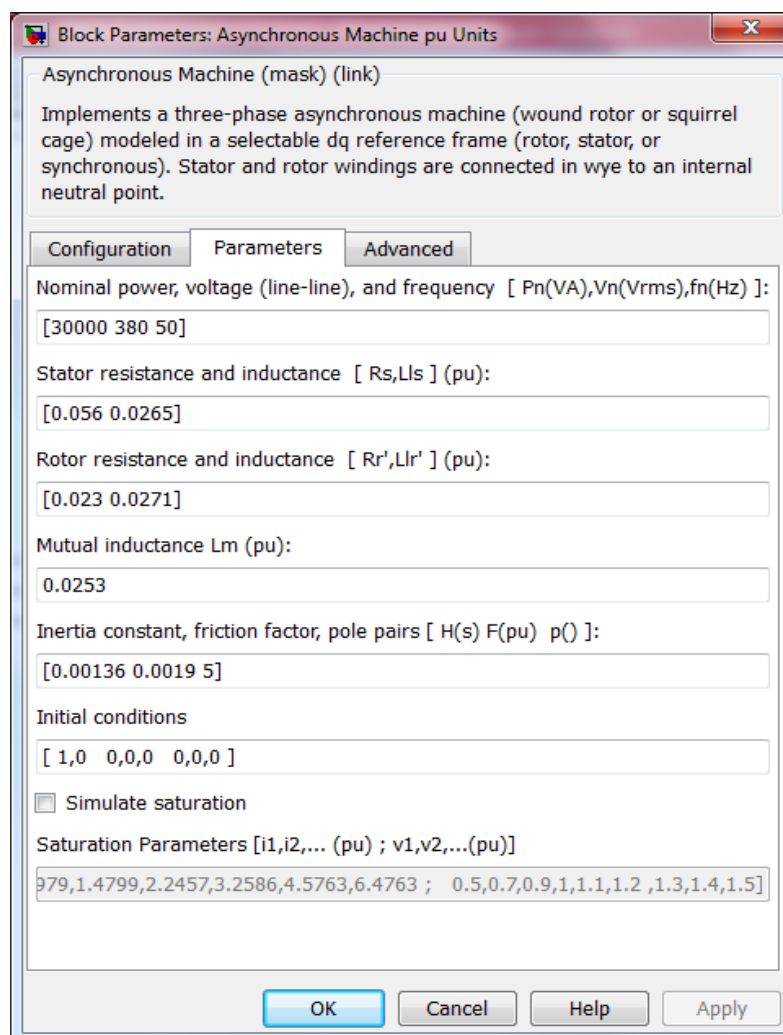 Block Parameters: Asynchronous Machine pu Units
Asynchronous Machine (mask) (link)
Implements a three-phase asynchronous machine (wound rotor or squirrel
cage) modeled in a selectable dq reference frame (rotor, stator, or
synchronous). Stator and rotor windings are connected in wye to an internal
neutral point.
Configuration Parameters Advanced
Nominal power, voltage (line-line), and frequency [ Pn(VA),Vn(Vrms),fn(Hz) ]:
[30000 380 50]
Stator resistance and inductance [ Rs,Lls ] (pu):
[0.056 0.0265]
Rotor resistance and inductance [ Rr',Llr' ] (pu):
[0.023 0.0271]
Mutual inductance Lm (pu):
0.0253
Inertia constant, friction factor, pole pairs [ H(s) F(pu) p() ]:
[0.00136 0.0019 5]
Initial conditions
[ 1,0 0,0,0 0,0,0 ]
Simulate saturation
Saturation Parameters [i1,i2,... (pu) ; v1,v2,...(pu)]
979,1.4799,2.2457,3.2586,4.5763,6.4763 ; 0.5,0.7,0.9,1,1.1,1.2 ,1.3,1.4,1.5]
OK Cancel Help Apply